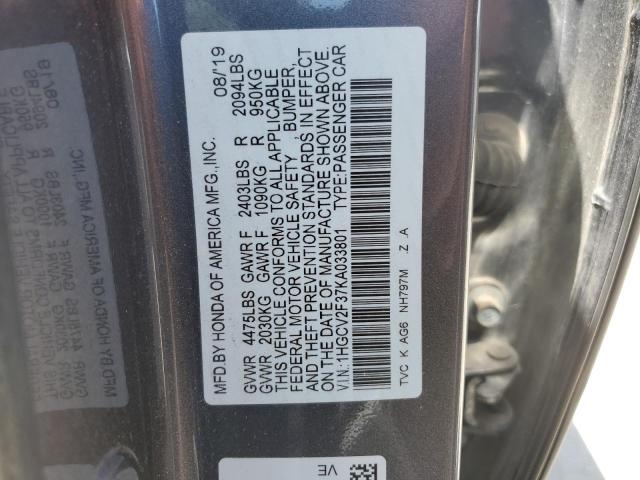 MFD.BY HONDA OF AMERICA MFG.,INC. 08/19
GVWR 4475LBS GAWR F 2403LBS R 2094LBS
GVWR 2030KG GAWR F 1090KG R 950KG
THIS VEHICLE CONFORMS TO ALL APPLICABLE
FEDERAL MOTOR VEHICLE SAFETY , BUMPER,
AND THEFT PREVENTION STANDARDS IN EFFECT
ON THE DATE OF MANUFACTURE SHOWN ABOVE.
VIN:1HGCV2F37KA033801 TYPE:PASSENGER CAR
TVC K AG6 NH797M .Z .A
VE